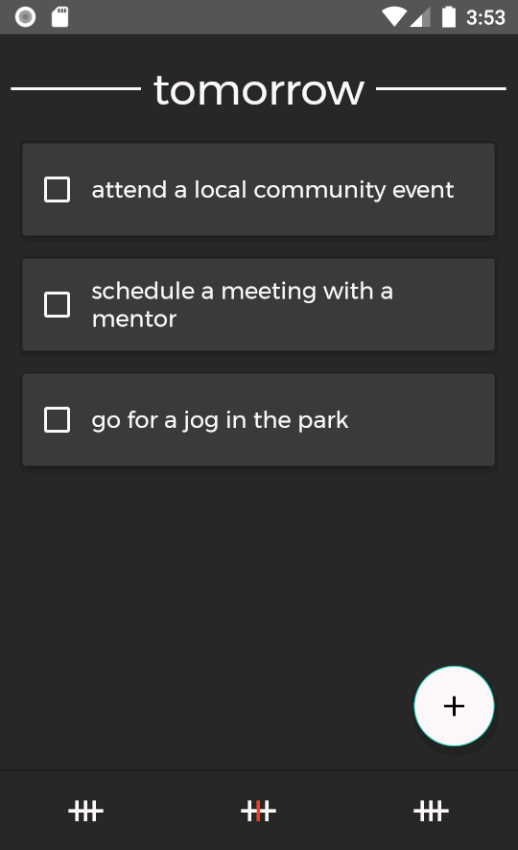 3:53
tomorrow
attend a local community event
schedule a meeting with a
mentor
go for a jog in the park